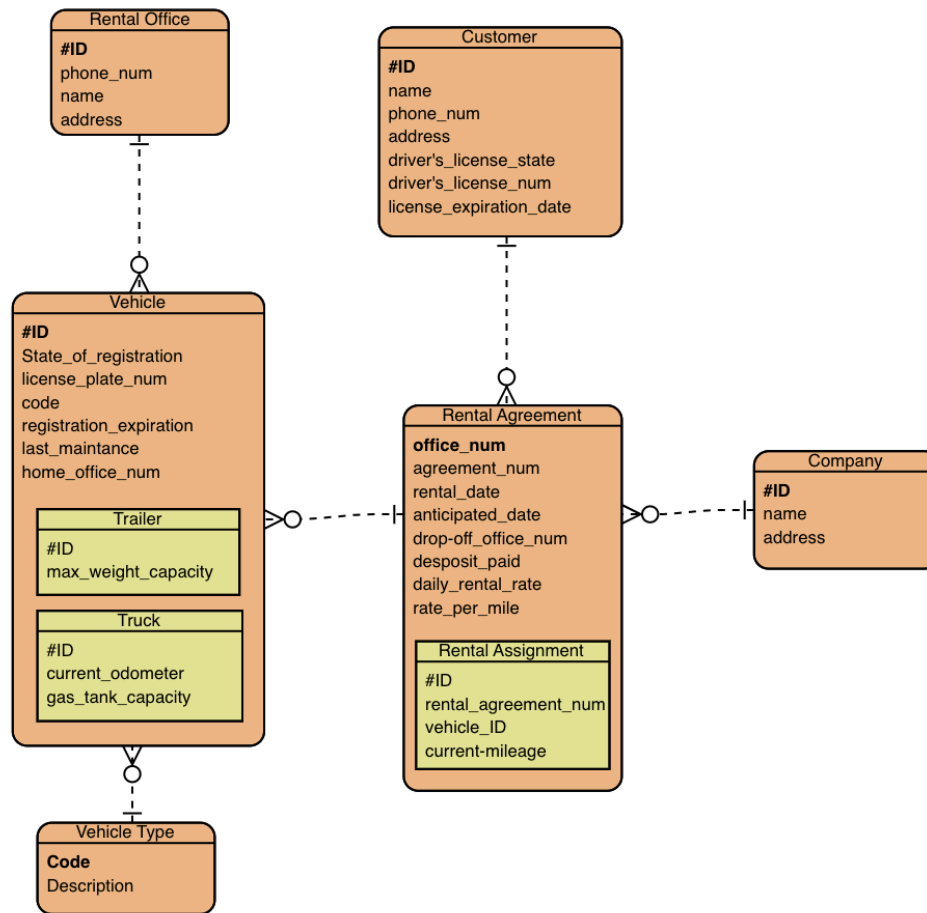 Rental Office
#ID
phone_num
name
address
Customer
#ID
name
phone_num
address
driver's_license_state
driver's_license_num
license_expiration_date
Vehicle
#ID
State_of_registration
license_plate_num
code
registration_expiration
last_maintance
home_office_num
Trailer
#ID
max_weight_capacity
Truck
#ID
current_odometer
gas_tank_capacity
Rental Agreement
office_num
agreement_num
rental_date
anticipated_date
drop-off_office_num
desposit_paid
daily_rental_rate
rate_per_mile
Rental Assignment
#ID
rental_agreement_num
vehicle_ID
current-mileage
Company
#ID
name
address
Vehicle Type
Code
Description